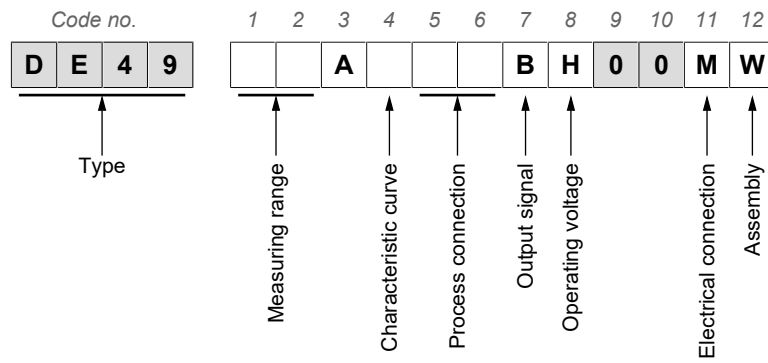 Code no. 1 2 3 4 5 6 7 8 9 10 11 12
D E 4 9 A B H 0 0 M W
Type
Measuring range
Characteristic curve
Process connection
Output signal
Operating voltage
Electrical connection
Assembly